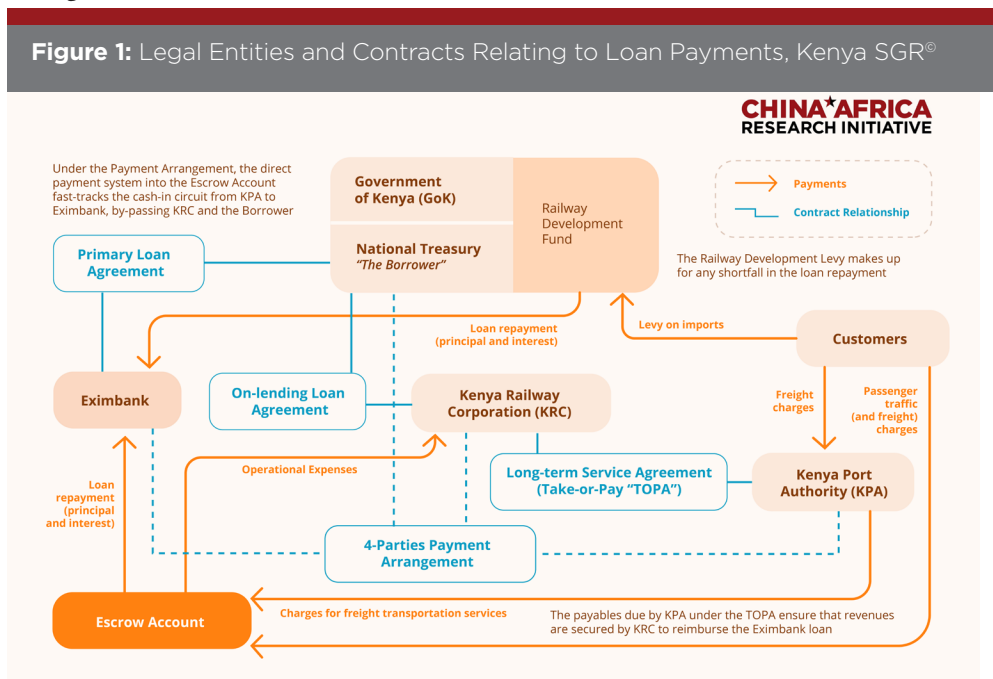 Figure 1: Legal Entities and Contracts Relating to Loan Payments, Kenya SGR©
CHINA★AFRICA
RESEARCH INITIATIVE
Under the Payment Arrangement, the direct
payment system into the Escrow Account
fast-tracks the cash-in circuit from KPA to
Eximbank, by-passing KRC and the Borrower
Government
of Kenya (GoK)
National Treasury
"The Borrower"
Railway
Development
Fund
Payments
Contract Relationship
The Railway Development Levy makes up
for any shortfall in the loan repayment
Primary Loan
Agreement
Loan repayment
(principal and interest)
Levy on imports
Customers
Eximbank
On-lending Loan
Agreement
Kenya Railway
Corporation (KRC)
Freight
charges
Passenger
traffic
(and freight)
charges
Operational Expenses
Long-term Service Agreement
(Take-or-Pay “TOPA”)
Kenya Port
Authority (KPA)
Loan
repayment
(principal
and interest)
4-Parties Payment
Arrangement
Escrow Account
Charges for freight transportation services
The payables due by KPA under the TOPA ensure that revenues
are secured by KRC to reimburse the Eximbank loan